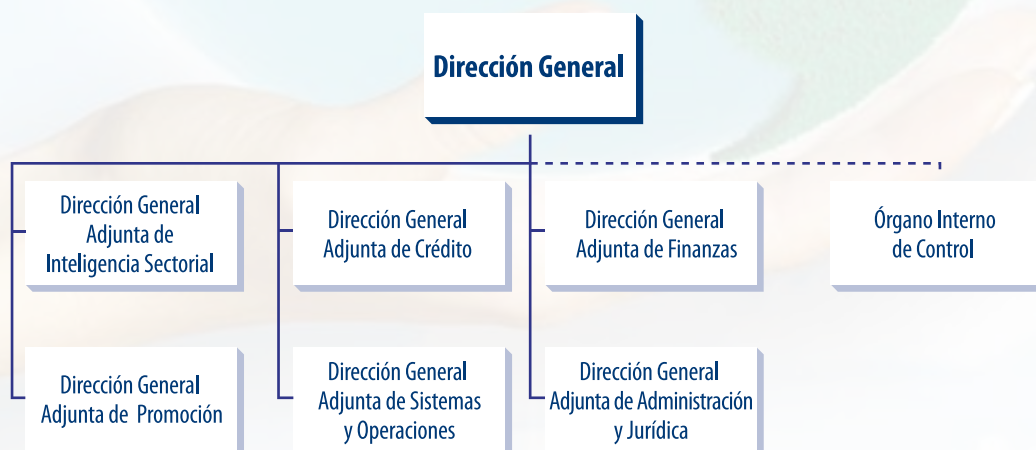 Dirección General
Dirección General
Adjunta de
Inteligencia Sectorial
Dirección General
Adjunta de Crédito
Dirección General
Adjunta de Finanzas
Órgano Interno
de Control
Dirección General
Adjunta de Promoción
Dirección General
Adjunta de Sistemas
y Operaciones
Dirección General
Adjunta de Administración
y Jurídica